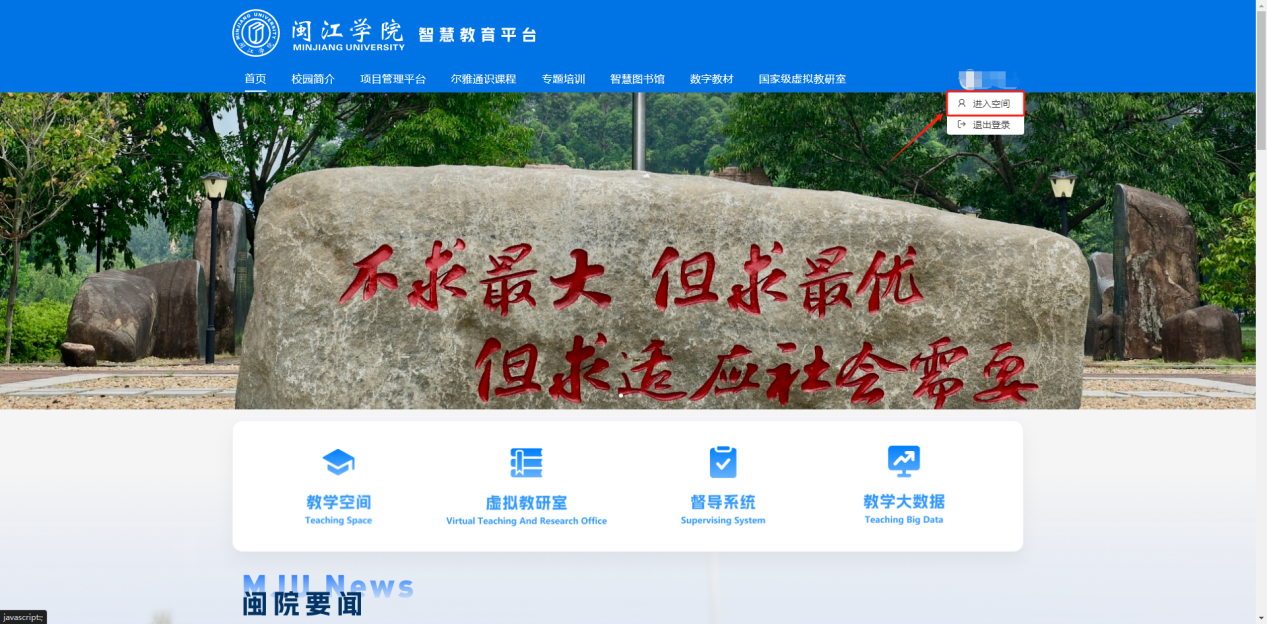 闽江学院 智慧教育平台
MINJIANG UNIVERSITY
首页 校园简介 项目管理平台 尔雅通识课程 专题培训 智慧图书馆 数字教材 国家级虚拟教研室
进入空间
退出登录
不求最大 但求最优
但求适应社会需要
教学空间 虚拟教研室 督导系统 教学大数据
Teaching Space Virtual Teaching And Research Office Supervising System Teaching Big Data
MJU News
闽院要闻
javascript:;